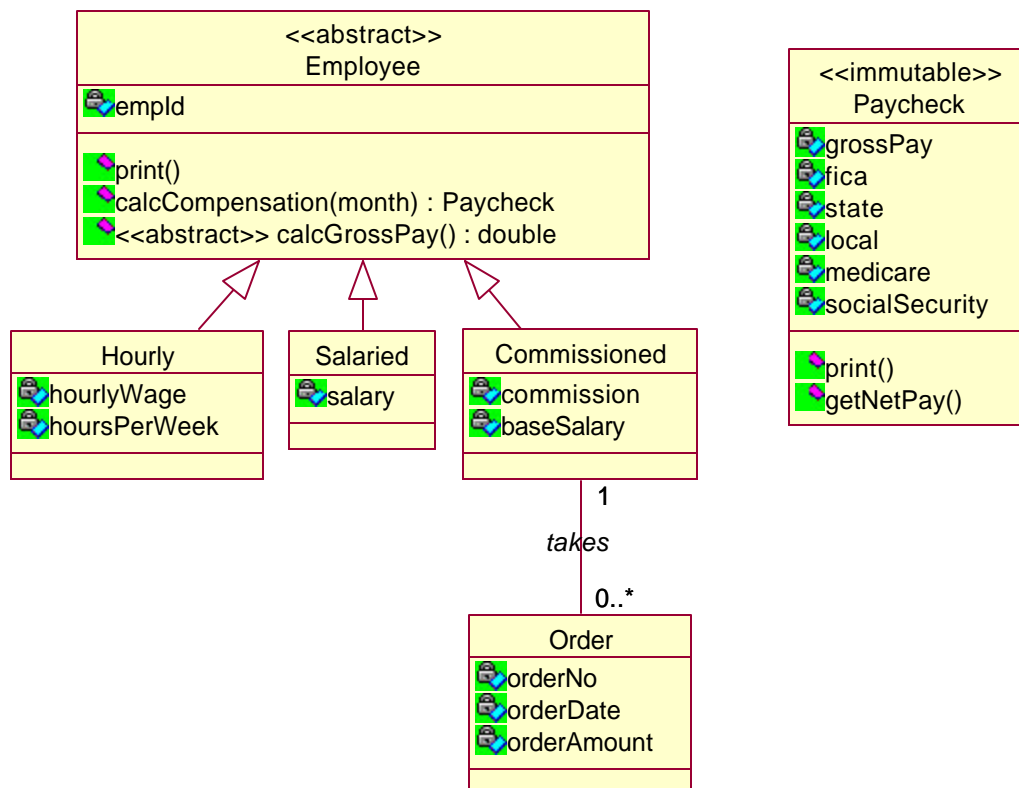 <<abstract>>
Employee
empId
print()
calcCompensation(month) : Paycheck
<<abstract>> calcGrossPay() : double
<<immutable>>
Paycheck
grossPay
fica
state
local
medicare
socialSecurity
print()
getNetPay()
Hourly
hourlyWage
hoursPerWeek
Salaried
salary
Commissioned
commission
baseSalary
1
takes
0..*
Order
orderNo
orderDate
orderAmount